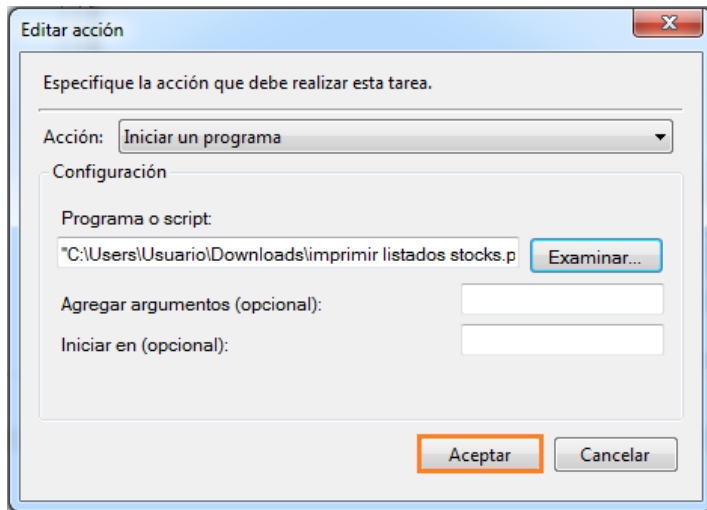 Editar acción
Especifique la acción que debe realizar esta tarea.
Acción: Iniciar un programa
Configuración
Programa o script:
"C:\Users\Usuario\Downloads\imprimir listados stocks.p Examinar...
Agregar argumentos (opcional):
Iniciar en (opcional):
Aceptar Cancelar